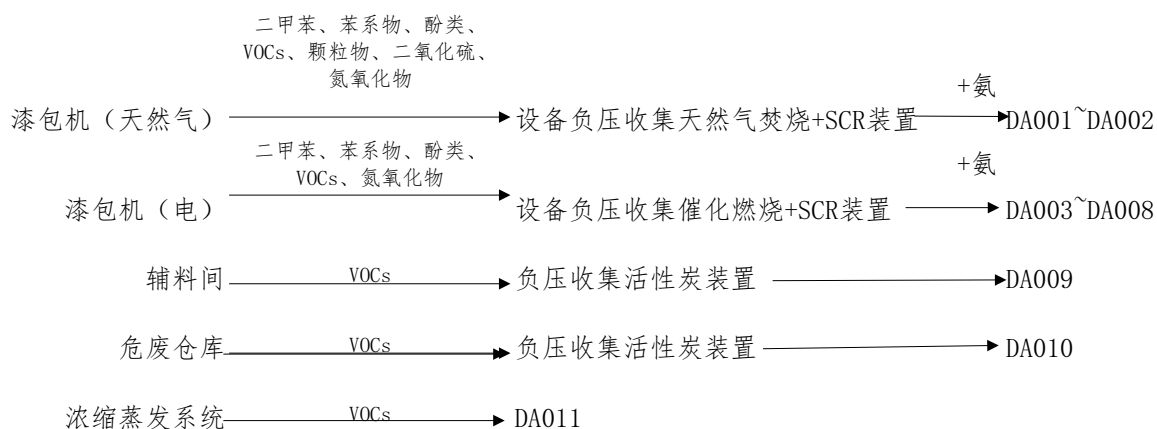 二甲苯、苯系物、酚类、
VOCs、颗粒物、二氧化硫、
氮氧化物
+氨
漆包机（天然气）
设备负压收集天然气焚烧+SCR装置
DA001~DA002
二甲苯、苯系物、酚类、
VOCs、氮氧化物
+氨
漆包机（电）
设备负压收集催化燃烧+SCR装置
DA003~DA008
辅料间
VOCs
负压收集活性炭装置
DA009
危废仓库
VOCs
负压收集活性炭装置
DA010
浓缩蒸发系统
VOCs
DA011